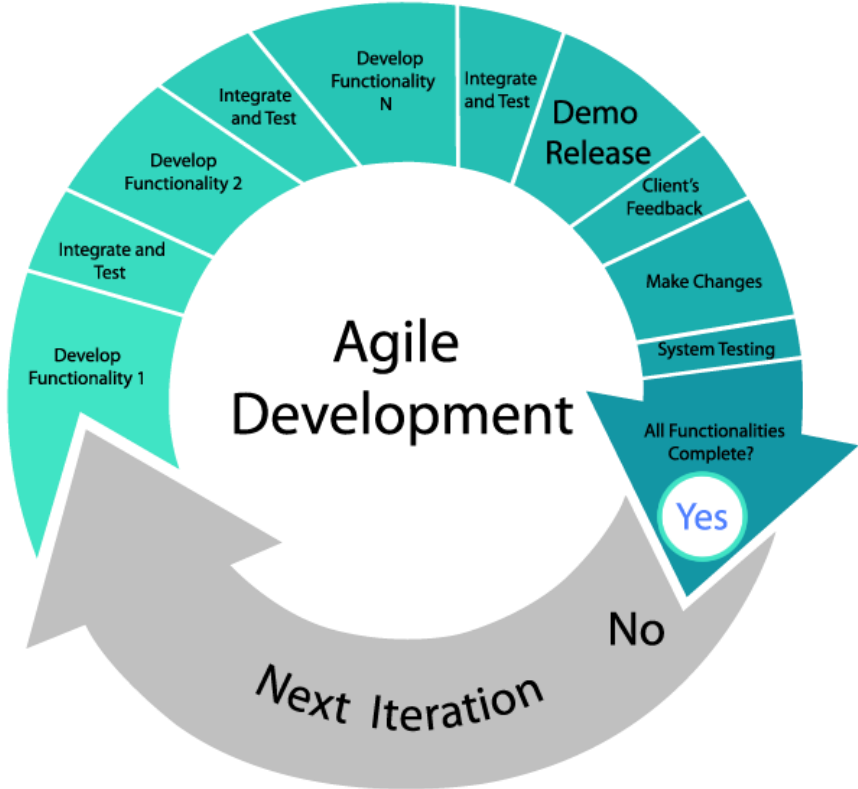 Develop
Functionality 1
Integrate and
Test
Develop
Functionality 2
Integrate
and Test
Develop
Functionality
N
Integrate
and Test
Demo
Release
Client's
Feedback
Make Changes
System Testing
All Functionalities
Complete?
Yes
No
Next Iteration
Agile
Development